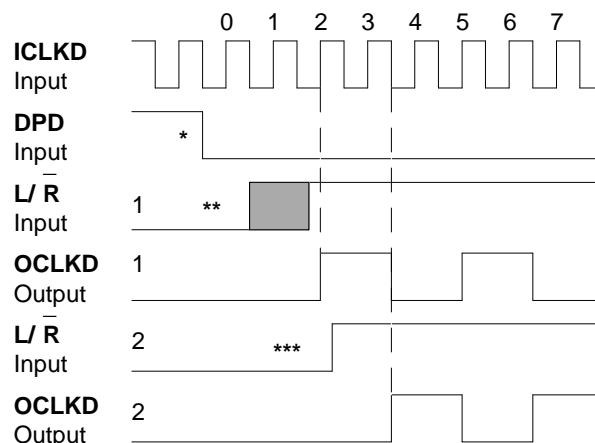 0 1 2 3 4 5 6 7
ICLKD
Input
DPD
Input
*
L/ R̅
Input
1
**
OCLKD
Output
1
L/ R̅
Input
2
***
OCLKD
Output
2